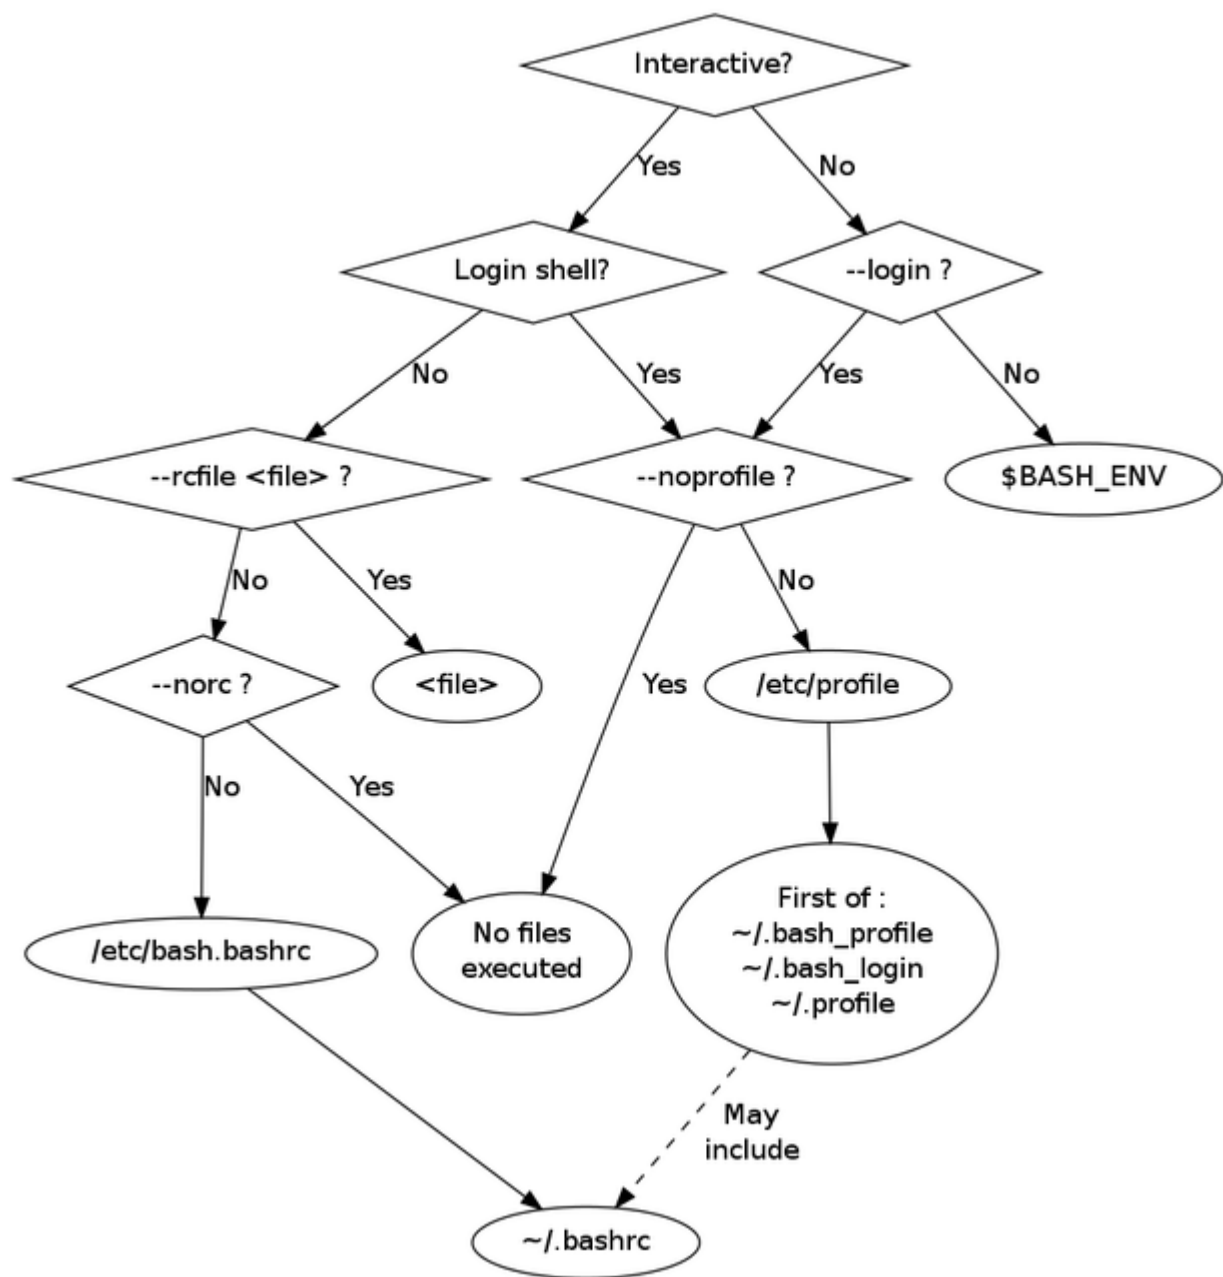 Interactive?
Yes
No
Login shell?
--login ?
No
Yes
Yes
No
--rcfile <file> ?
--noprofile ?
$BASH_ENV
No
Yes
No
--norc ?
<file>
Yes
/etc/profile
No
Yes
First of :
~/.bash_profile
~/.bash_login
~/.profile
/etc/bash.bashrc
No files
executed
May
include
~/.bashrc